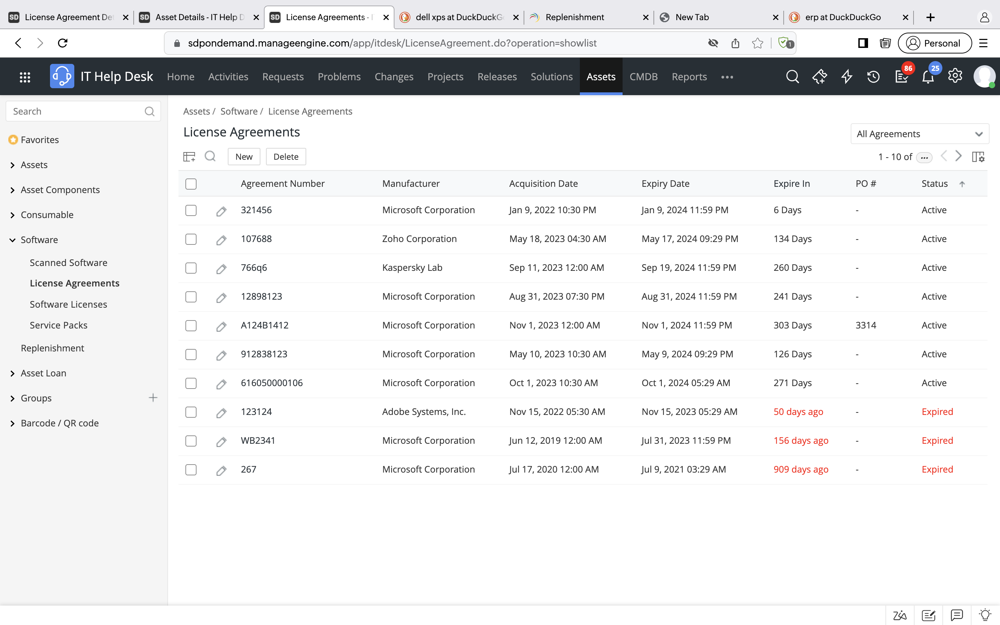 SD License Agreement De
SD Asset Details - IT Help D
SD License Agreements - I
dell xps at DuckDuckG
Replenishment
New Tab
erp at DuckDuckGo
sdpondemand.manageengine.com/app/itdesk/LicenseAgreement.do?operation=showlist
1
Personal
IT Help Desk
Home
Activities
Requests
Problems
Changes
Projects
Releases
Solutions
Assets
CMDB
Reports
86
25
Search
Favorites
Assets
Asset Components
Consumable
Software
Scanned Software
License Agreements
Software Licenses
Service Packs
Replenishment
Asset Loan
Groups
Barcode / QR code
Assets / Software / License Agreements
License Agreements
All Agreements
New
Delete
1 - 10 of ...
Agreement Number Manufacturer Acquisition Date Expiry Date Expire In PO # Status
321456 Microsoft Corporation Jan 9, 2022 10:30 PM Jan 9, 2024 11:59 PM 6 Days - Active
107688 Zoho Corporation May 18, 2023 04:30 AM May 17, 2024 09:29 PM 134 Days - Active
766q6 Kaspersky Lab Sep 11, 2023 12:00 AM Sep 19, 2024 11:59 PM 260 Days - Active
12898123 Microsoft Corporation Aug 31, 2023 07:30 PM Aug 31, 2024 11:59 PM 241 Days - Active
A124B1412 Microsoft Corporation Nov 1, 2023 12:00 AM Nov 1, 2024 11:59 PM 303 Days 3314 Active
912838123 Microsoft Corporation May 10, 2023 10:30 AM May 9, 2024 09:29 PM 126 Days - Active
616050000106 Microsoft Corporation Oct 1, 2023 10:30 AM Oct 1, 2024 05:29 AM 271 Days - Active
123124 Adobe Systems, Inc. Nov 15, 2022 05:30 AM Nov 15, 2023 05:29 AM 50 days ago - Expired
WB2341 Microsoft Corporation Jun 12, 2019 12:00 AM Jul 31, 2023 11:59 PM 156 days ago - Expired
267 Microsoft Corporation Jul 17, 2020 12:00 AM Jul 9, 2021 03:29 AM 909 days ago - Expired
Zia